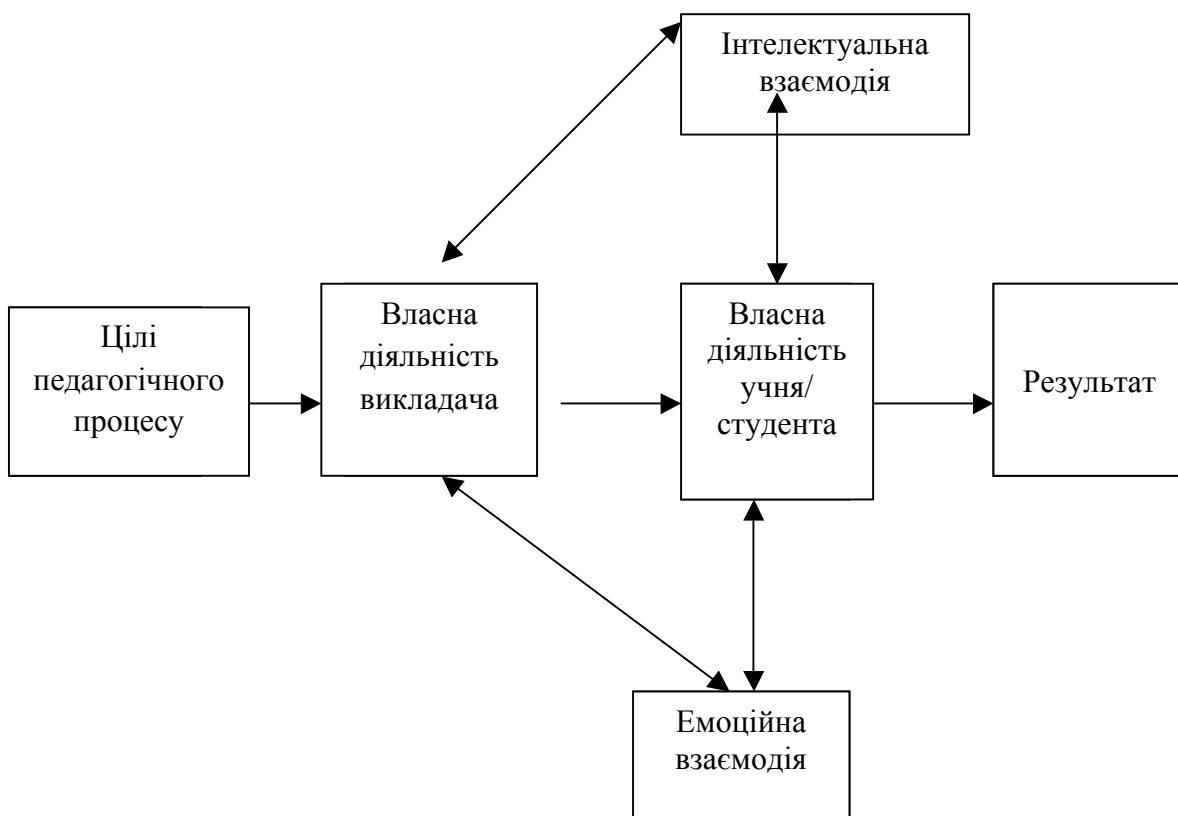 Інтелектуальна
взаємодія
Цілі
педагогічного
процесу
Власна
діяльність
викладача
Власна
діяльність
учня/
студента
Результат
Емоційна
взаємодія